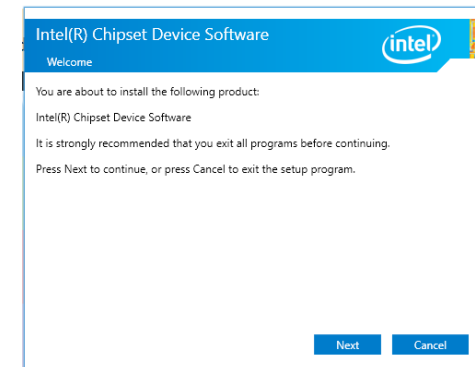 Intel(R) Chipset Device Software
intel
Welcome
You are about to install the following product:
Intel(R) Chipset Device Software
It is strongly recommended that you exit all programs before continuing.
Press Next to continue, or press Cancel to exit the setup program.
Next Cancel